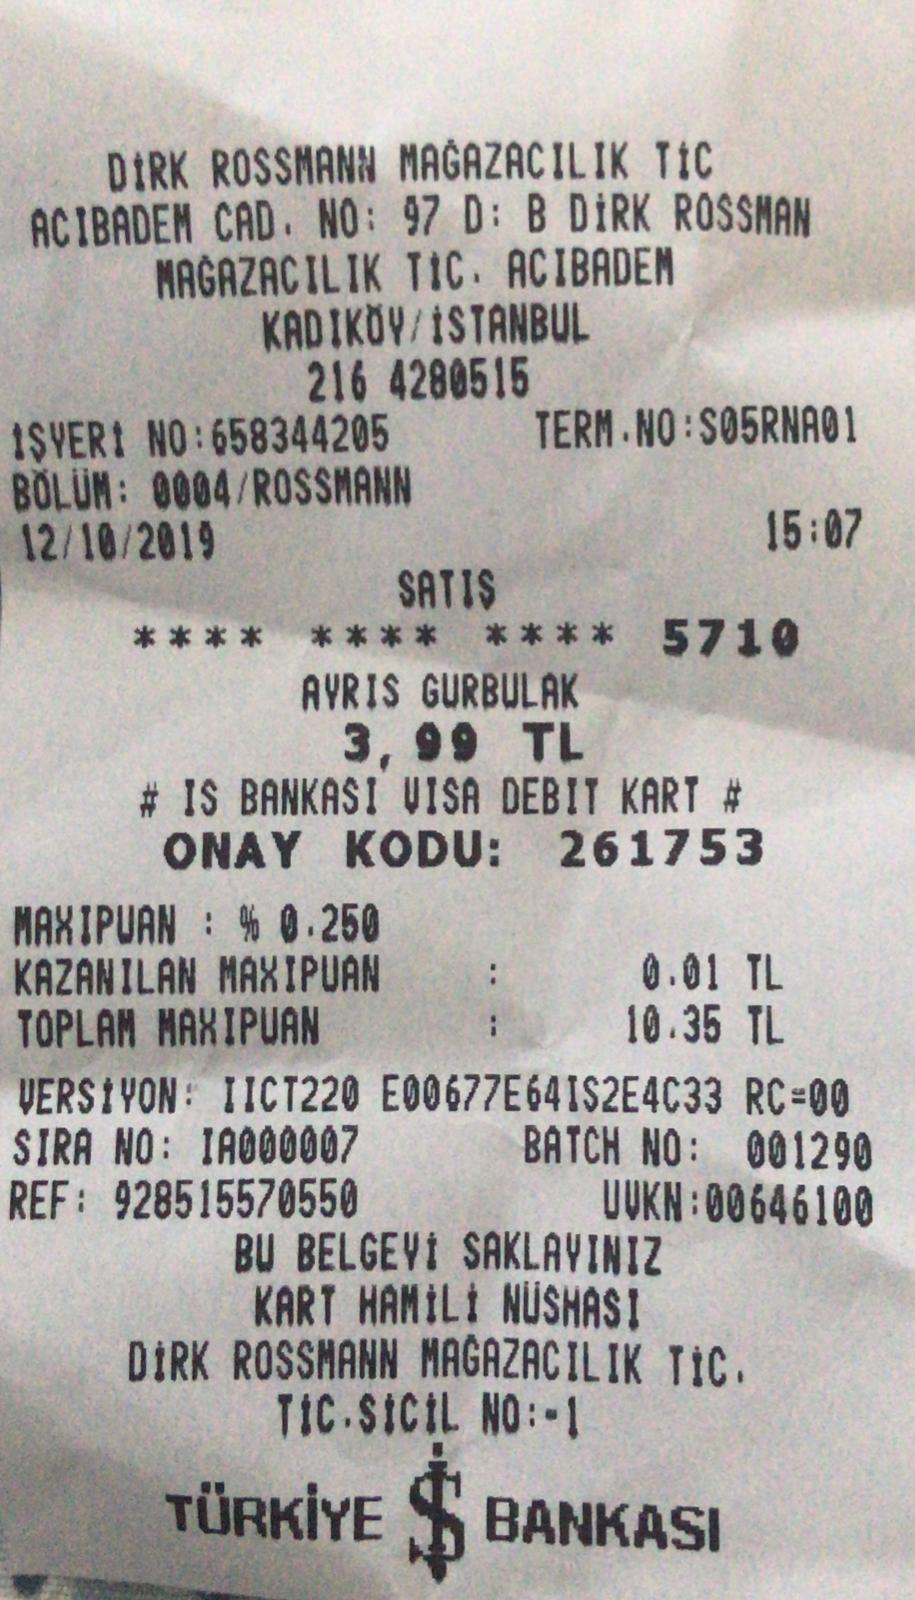 DİRK ROSSMANN MAĞAZACILIK TİC
ACIBADEM CAD. NO: 97 D: B DİRK ROSSMAN
MAĞAZACILIK TİC. ACIBADEM
KADIKÖY/İSTANBUL
216 4280515
İŞYERİ NO:658344205 TERM.NO:S05RNA01
BÖLÜM: 0004/ROSSMANN
12/10/2019 15:07
SATIŞ
**** **** **** 5710
AYRIS GURBULAK
3,99 TL
# IS BANKASI VISA DEBIT KART #
ONAY KODU: 261753
MAXIPUAN : % 0.250
KAZANILAN MAXIPUAN : 0.01 TL
TOPLAM MAXIPUAN : 10.35 TL
VERSİYON: IICT220 E00677E64IS2E4C33 RC=00
SIRA NO: IA000007 BATCH NO: 001290
REF: 928515570550 UVKN:00646100
BU BELGEYİ SAKLAYINIZ
KART HAMİLİ NÜSHASI
DİRK ROSSMANN MAĞAZACILIK TİC.
TİC.SİCİL NO:-1
TÜRKİYE İŞ BANKASI